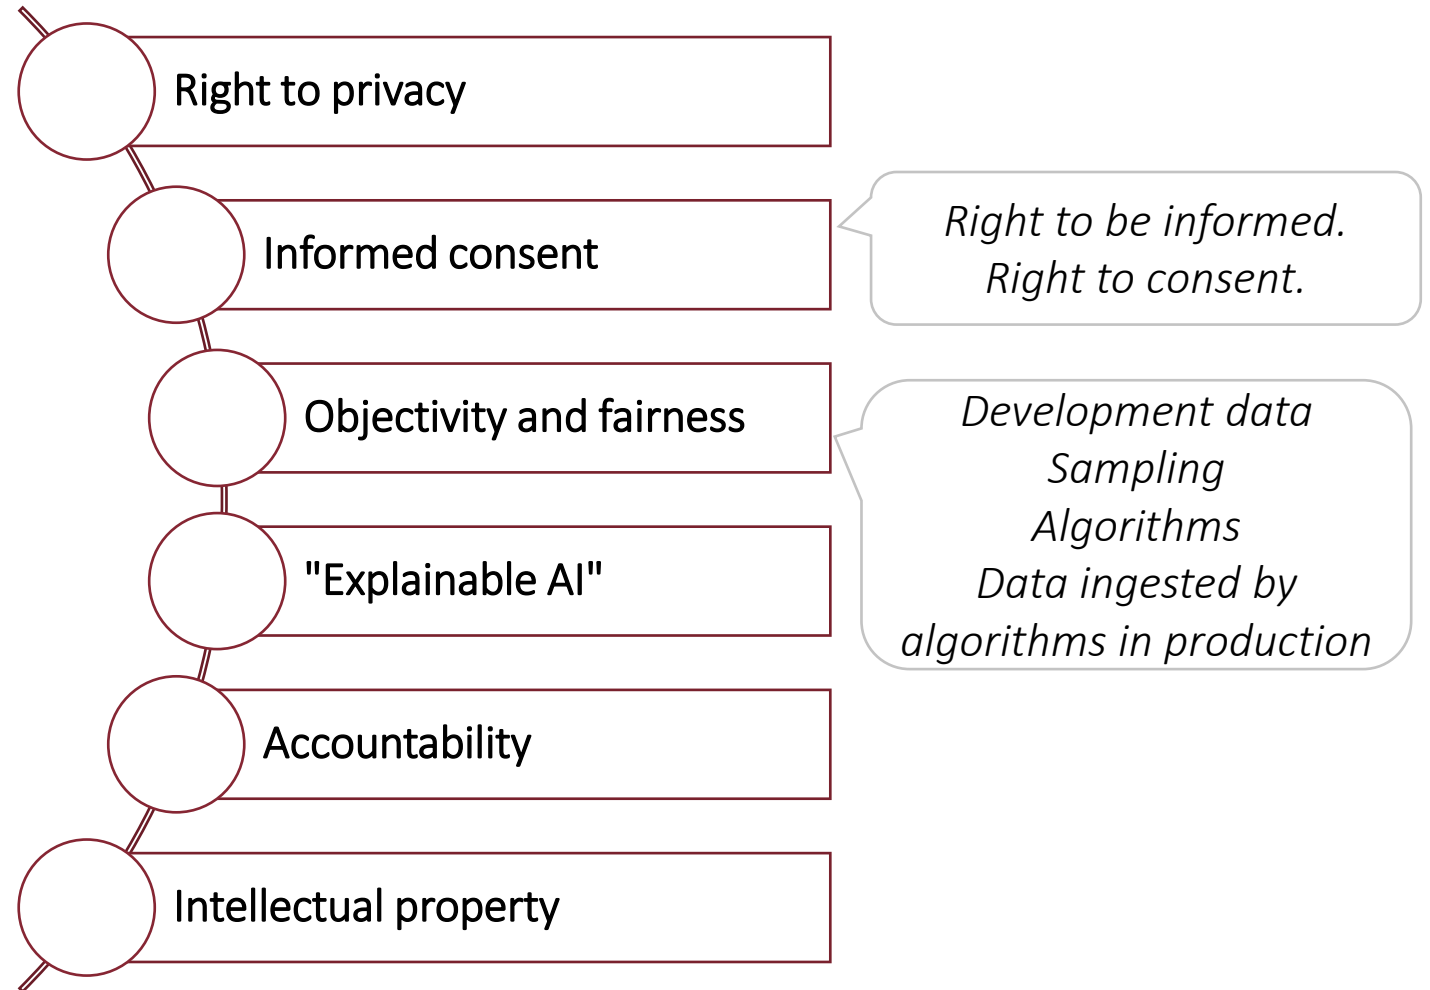 Right to privacy
Informed consent
Right to be informed.
Right to consent.
Objectivity and fairness
Development data
Sampling
Algorithms
Data ingested by
algorithms in production
"Explainable AI"
Accountability
Intellectual property